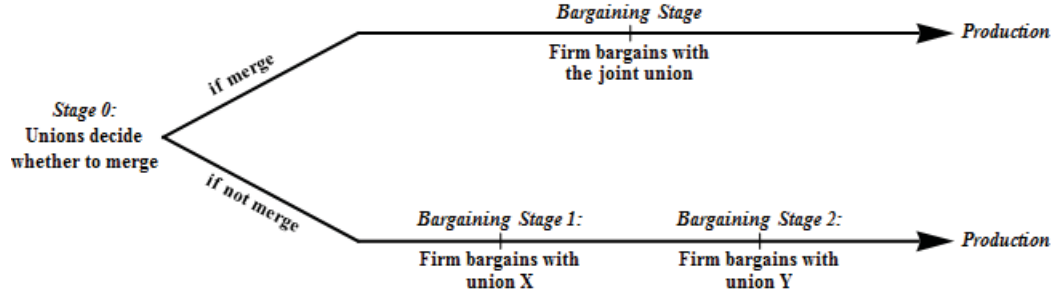 Bargaining Stage
Production
Firm bargains with
the joint union
if merge
Stage 0:
Unions decide
whether to merge
if not merge
Bargaining Stage 1:
Bargaining Stage 2:
Production
Firm bargains with
union X
Firm bargains with
union Y